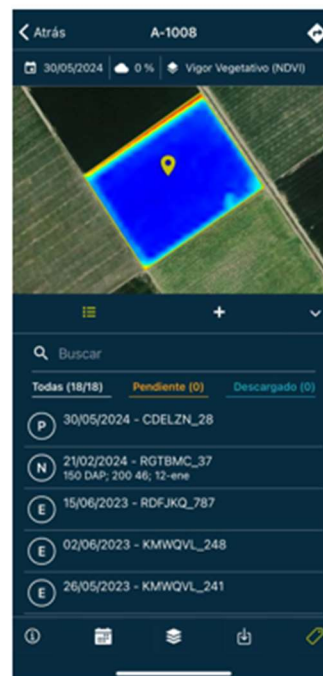 Atrás
A-1008
30/05/2024
0 %
Vigor Vegetativo (NDVI)
Buscar
Todas (18/18)
Pendiente (0)
Descargado (0)
P
30/05/2024 - CDELZN_28
N
21/02/2024 - RGTBMC_37
150 DAP; 200 46; 12-ene
E
15/06/2023 - RDFJKQ_787
E
02/06/2023 - KMWQVL_248
E
26/05/2023 - KMWQVL_241